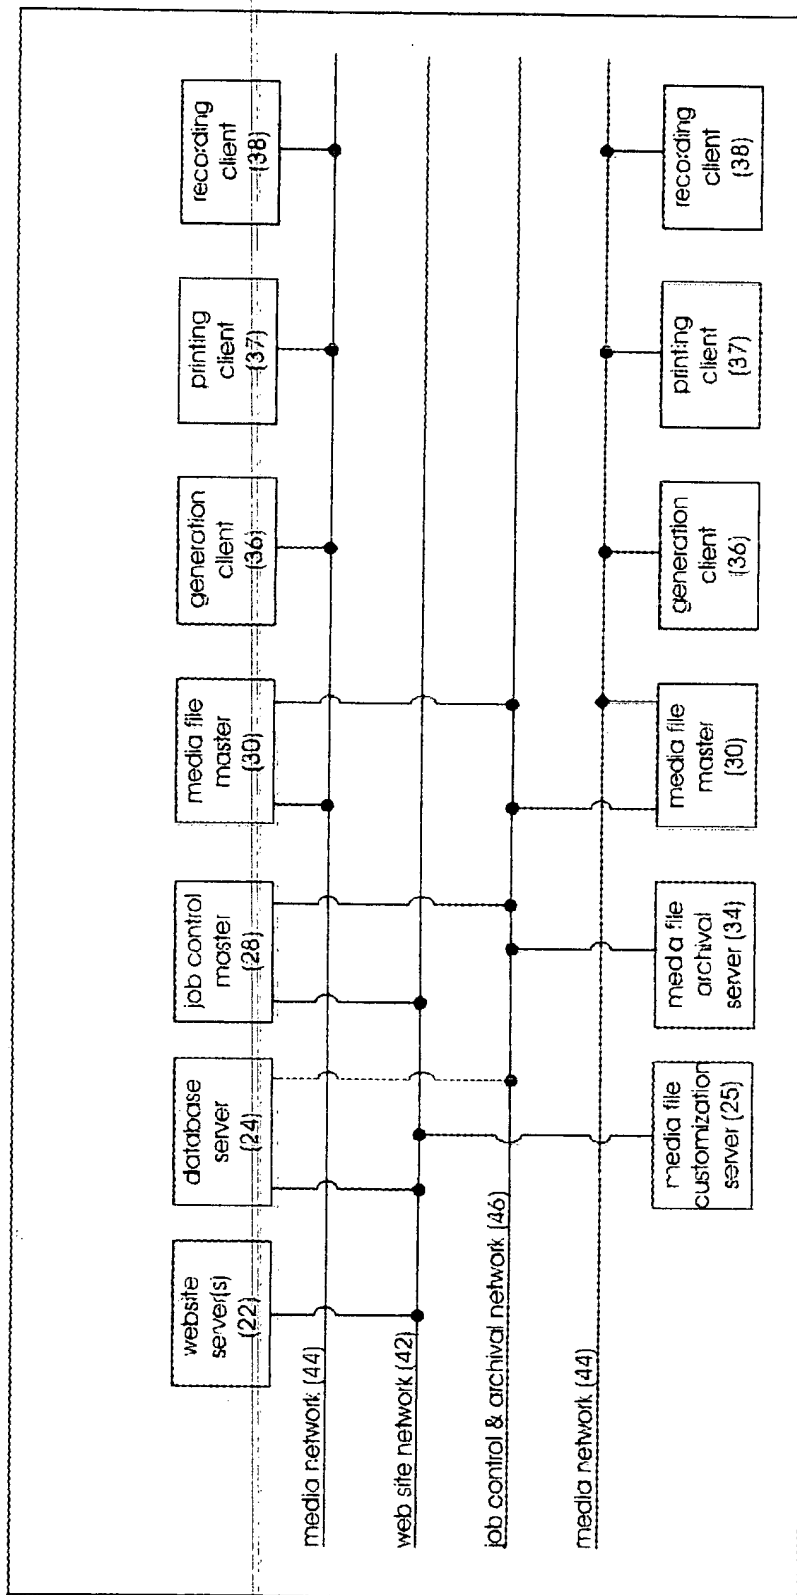 website
server(s)
(22)
database
server
(24)
job control
master
(28)
media file
master
(30)
generation
client
(36)
printing
client
(37)
recording
client
(38)
media network (44)
web site network (42)
job control & archival network (46)
media network (44)
media file
customization
server (25)
media file
archival
server (34)
media file
master
(30)
generation
client
(36)
printing
client
(37)
recording
client
(38)